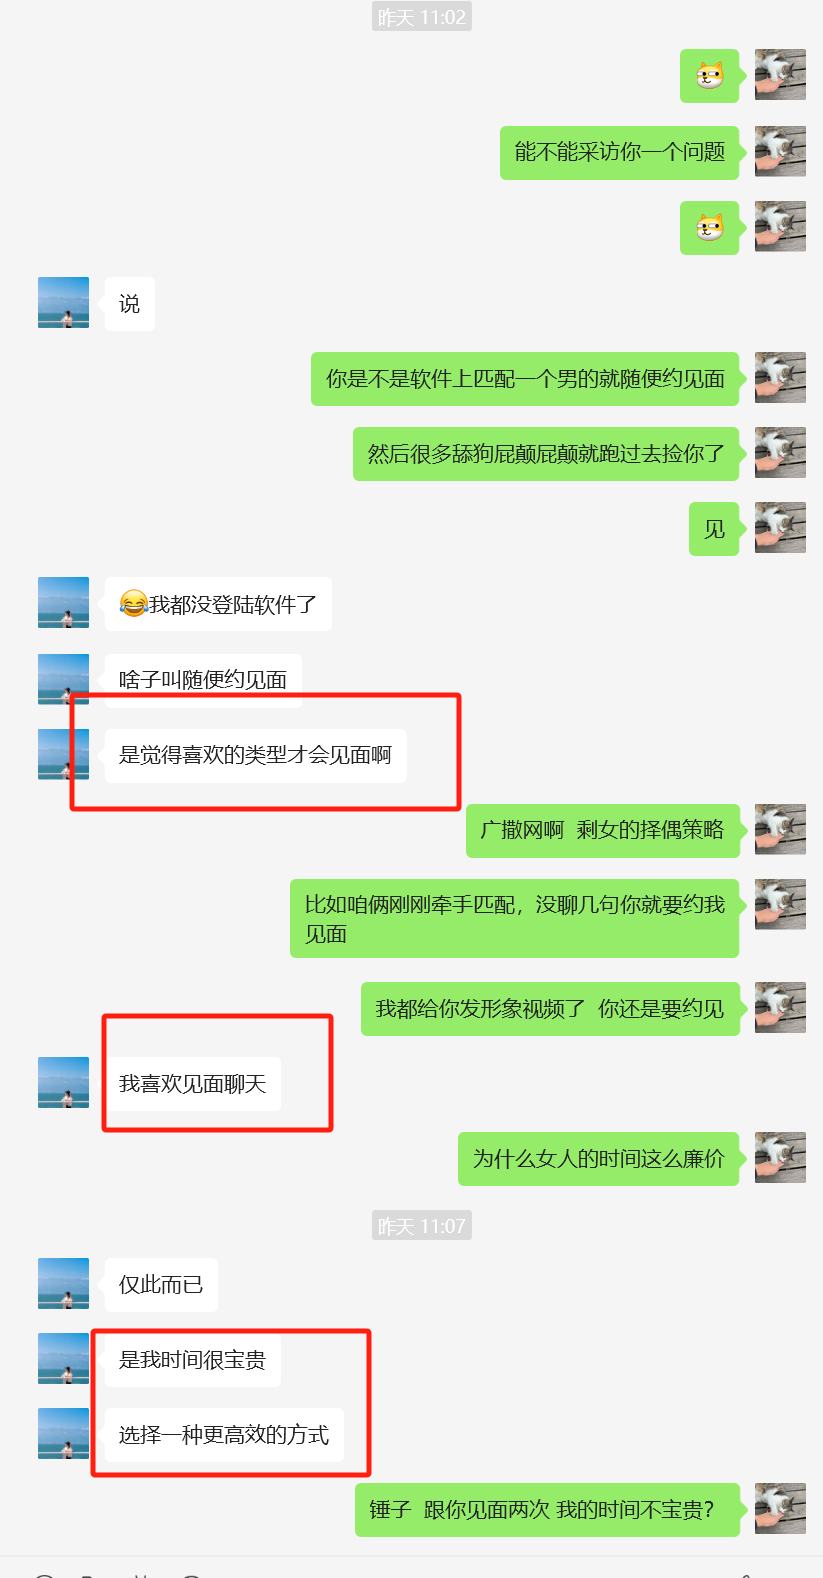 昨天 11:02
能不能采访你一个问题
说
你是不是软件上匹配一个男的就随便约见面
然后很多舔狗屁颠屁颠就跑过去捡你了
见
我都没登陆软件了
啥子叫随便约见面
是觉得喜欢的类型才会见面啊
广撒网啊 剩女的择偶策略
比如咱俩刚刚牵手匹配，没聊几句你就要约我
见面
我都给你发形象视频了 你还是要约见
我喜欢见面聊天
为什么女人的时间这么廉价
昨天 11:07
仅此而已
是我时间很宝贵
选择一种更高效的方式
锤子 跟你见面两次 我的时间不宝贵？